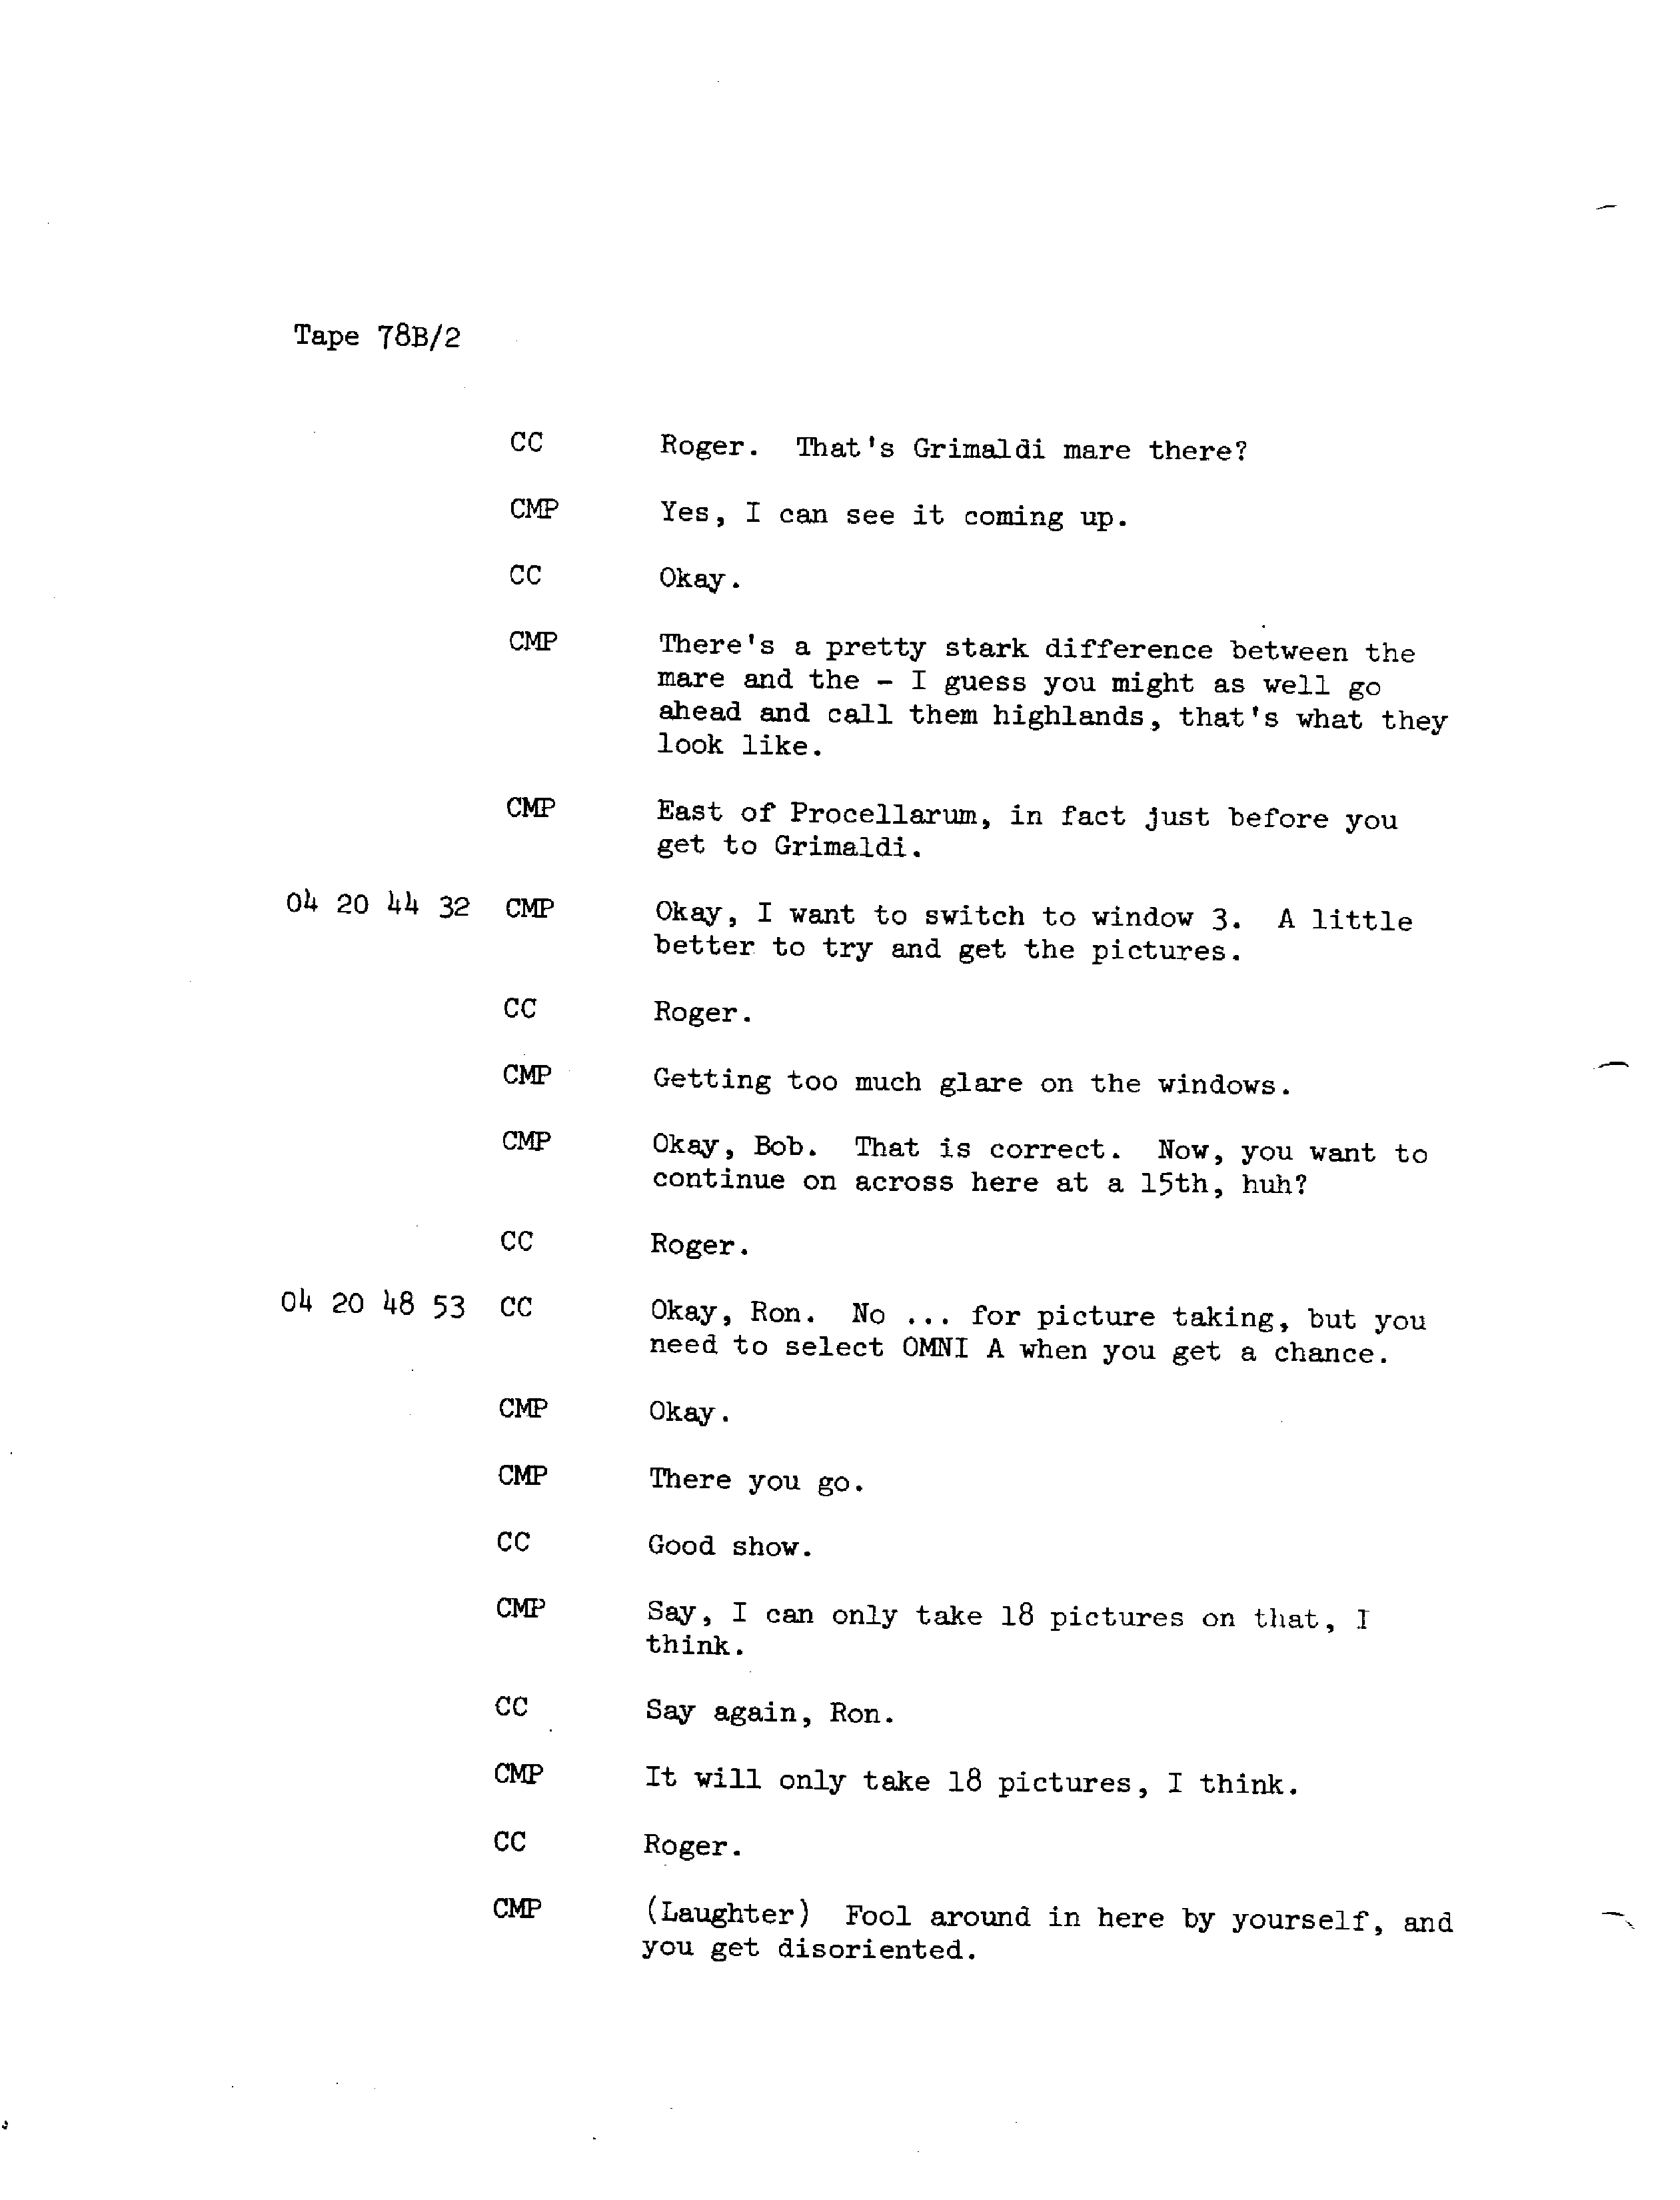 Tape 78B/2
CC Roger. That's Grimaldi mare there?
CMP Yes, I can see it coming up.
CC Okay.
CMP There's a pretty stark difference between the
mare and the - I guess you might as well go
ahead and call them highlands, that's what they
look like.
CMP East of Procellarum, in fact just before you
get to Grimaldi.
04 20 44 32 CMP Okay, I want to switch to window 3. A little
better to try and get the pictures.
CC Roger.
CMP Getting too much glare on the windows.
CMP Okay, Bob. That is correct. Now, you want to
continue on across here at a 15th, huh?
CC Roger.
04 20 48 53 CC Okay, Ron. No ... for picture taking, but you
need to select OMNI A when you get a chance.
CMP Okay.
CMP There you go.
CC Good show.
CMP Say, I can only take 18 pictures on that, I
think.
CC Say again, Ron.
CMP It will only take 18 pictures, I think.
CC Roger.
CMP (Laughter) Fool around in here by yourself, and
you get disoriented.